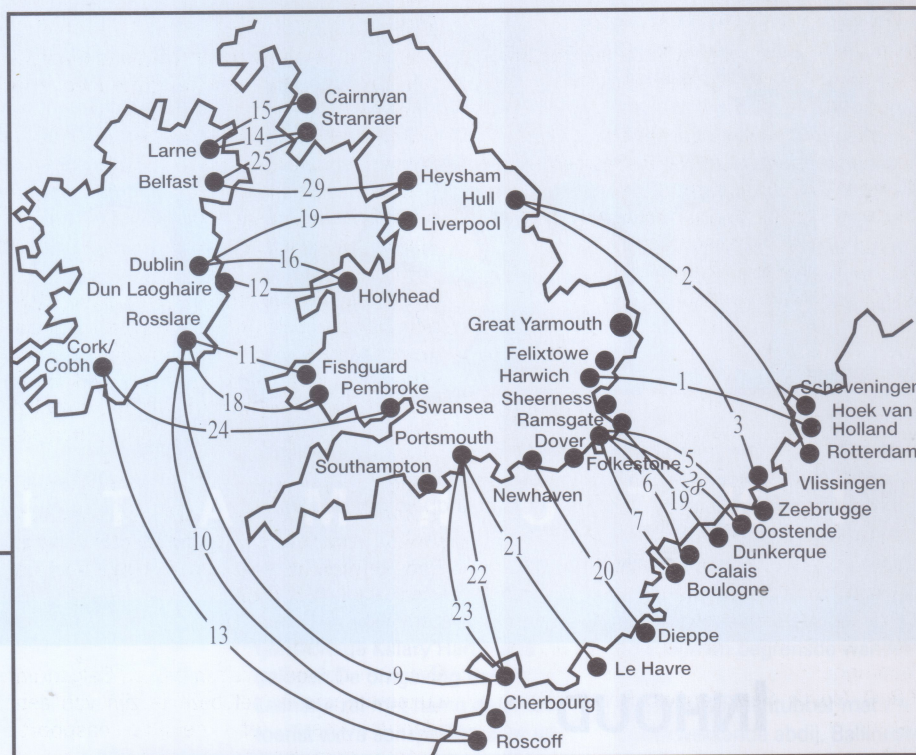 Cairnryan
15
Stranraer
14
Larne
25
Belfast
29
Heysham
Hull
19
Liverpool
Dublin
16
2
Dun Laoghaire
12
Holyhead
Rosslare
Great Yarmouth
11
Cork/
Cobh
Felixtowe
Fishguard
Harwich
1
Scheveningen
Pembroke
18
Sheerness
Hoek van
Holland
Swansea
24
Ramsgate
3
Portsmouth
Dover
5
Rotterdam
Southampton
Folkestone
6
28
Newhaven
19
Vlissingen
Zeebrugge
7
Oostende
10
21
Dunkerque
20
Calais
22
Boulogne
23
13
Dieppe
9
Le Havre
Cherbourg
Roscoff
INHOUD